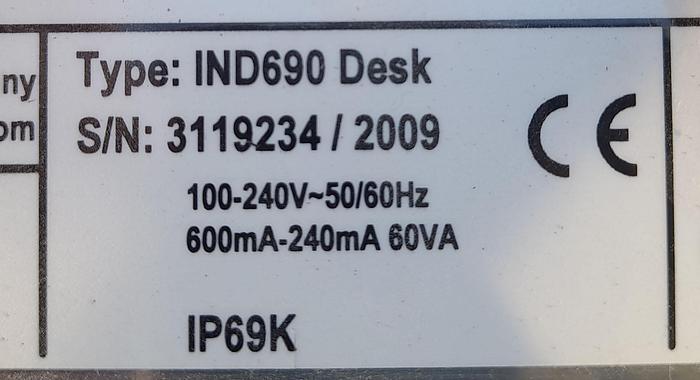 ny
om
Type: IND690 Desk
S/N: 3119234 / 2009
CE
100-240V~50/60Hz
600mA-240mA 60VA
IP69K